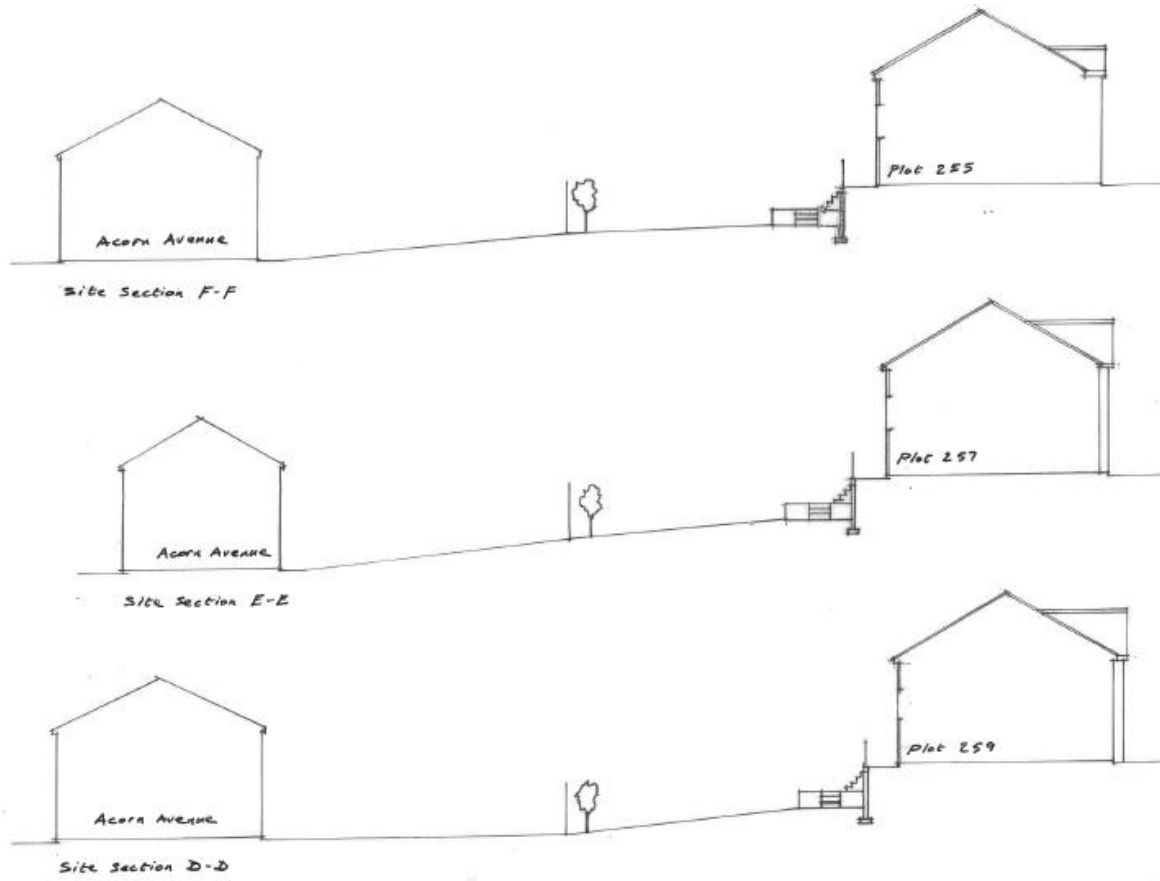 Plot 255
Acorn Avenue
Site Section F-F
Plot 257
Acorn Avenue
Site Section E-E
Plot 259
Acorn Avenue
Site Section D-D